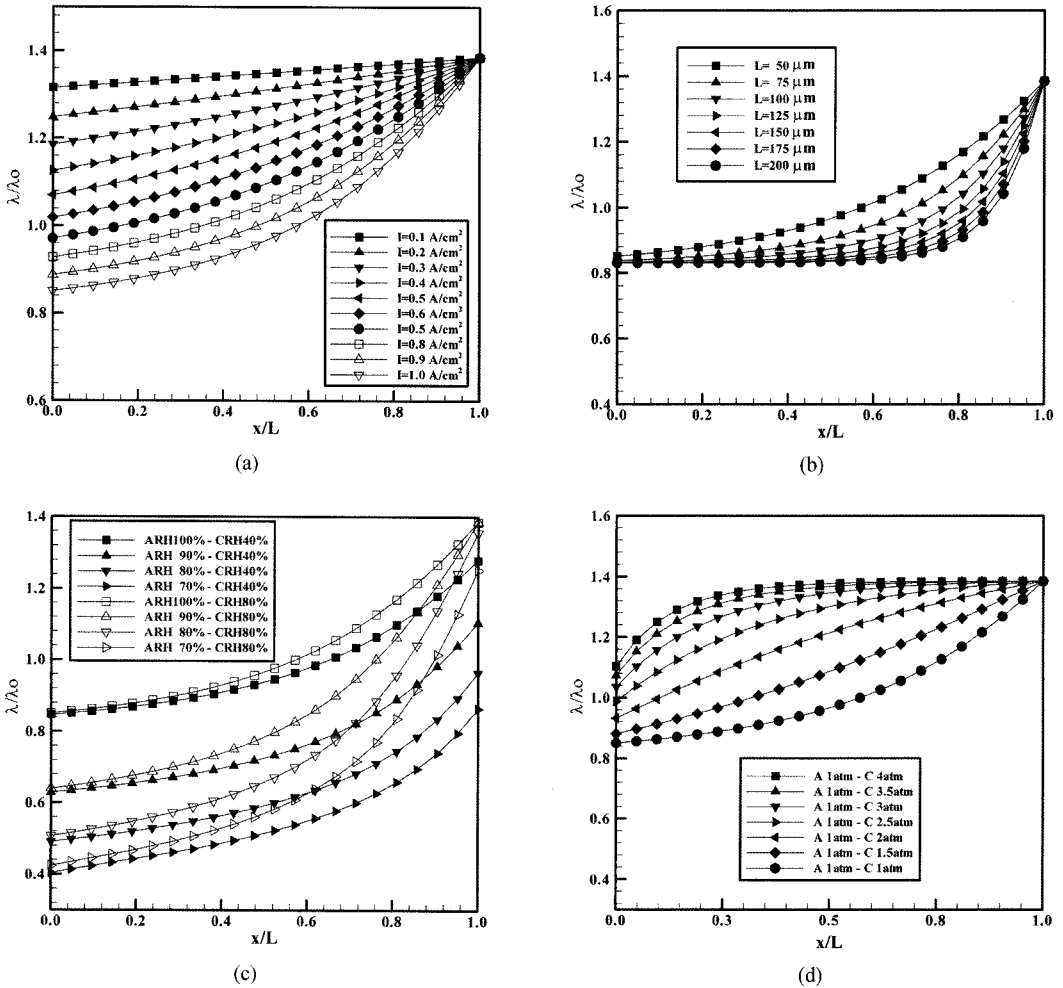 1.4
1.2
1.0
0.8
0.6
λ/λo
0.0 0.2 0.4 0.6 0.8 1.0
x/L
I=0.1 A/cm²
I=0.2 A/cm²
I=0.3 A/cm²
I=0.4 A/cm²
I=0.5 A/cm²
I=0.6 A/cm²
I=0.5 A/cm²
I=0.8 A/cm²
I=0.9 A/cm²
I=1.0 A/cm²
(a)
1.6
1.4
1.2
1.0
0.8
0.6
0.4
λ/λo
0.0 0.2 0.4 0.6 0.8 1.0
x/L
L= 50 μm
L= 75 μm
L=100 μm
L=125 μm
L=150 μm
L=175 μm
L=200 μm
(b)
1.4
1.2
1.0
0.8
0.6
0.4
λ/λo
0.0 0.2 0.4 0.6 0.8 1.0
x/L
ARH100% - CRH40%
ARH 90% - CRH40%
ARH 80% - CRH40%
ARH 70% - CRH40%
ARH100% - CRH80%
ARH 90% - CRH80%
ARH 80% - CRH80%
ARH 70% - CRH80%
(c)
1.6
1.4
1.2
1.0
0.8
0.6
0.4
λ/λo
0.0 0.3 0.5 0.8 1.0
x/L
A 1atm - C 4atm
A 1atm - C 3.5atm
A 1atm - C 3atm
A 1atm - C 2.5atm
A 1atm - C 2atm
A 1atm - C 1.5atm
A 1atm - C 1atm
(d)